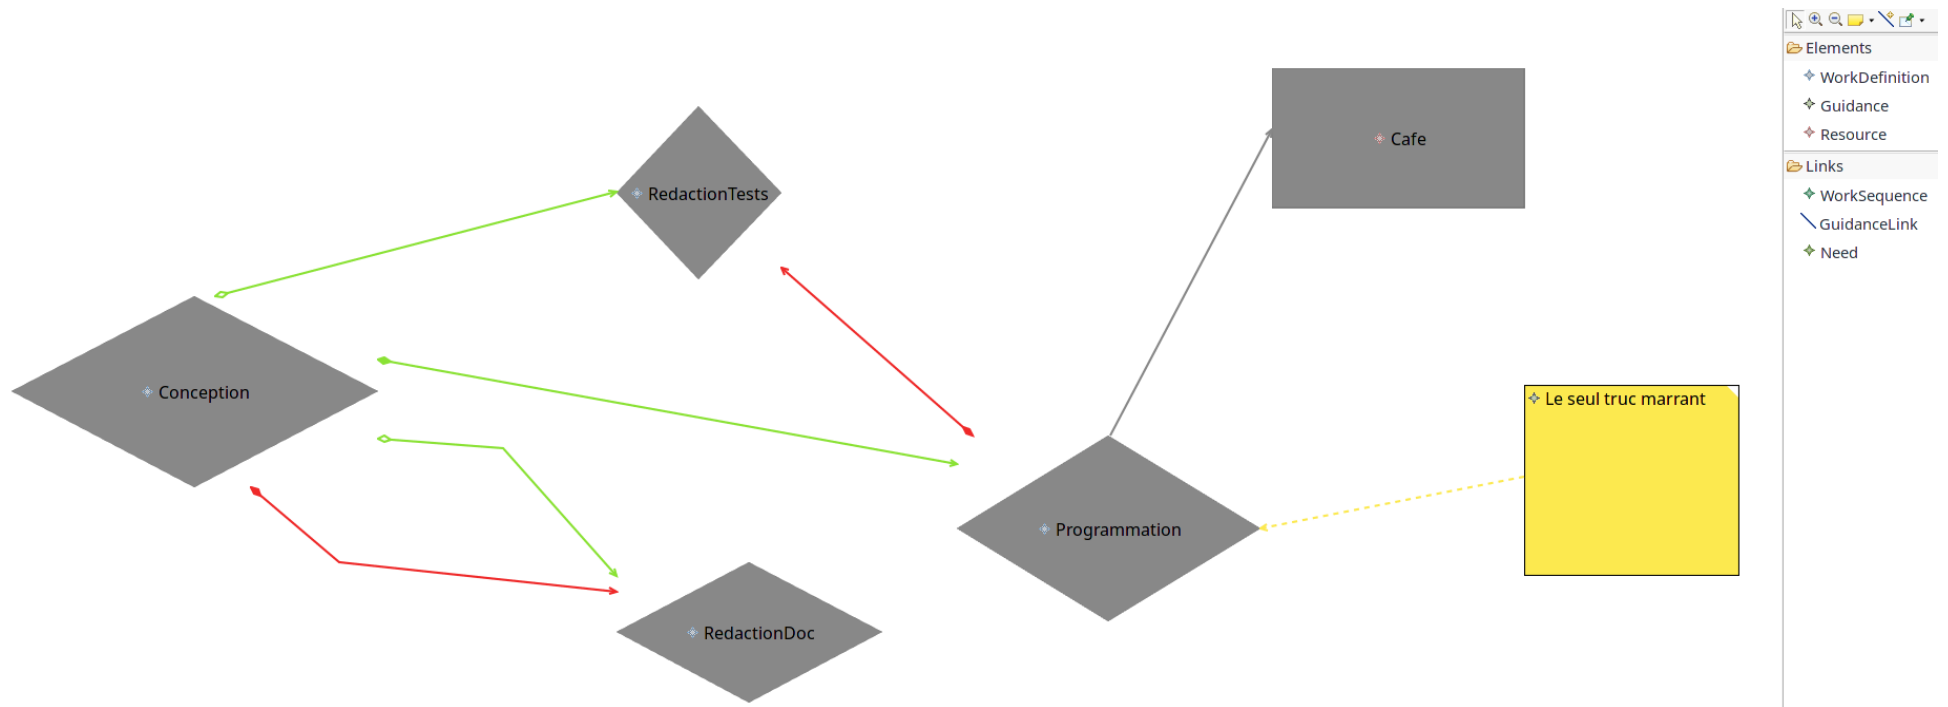 Cafe
RedactionTests
Conception
Le seul truc marrant
Programmation
RedactionDoc
Elements
WorkDefinition
Guidance
Resource
Links
WorkSequence
GuidanceLink
Need